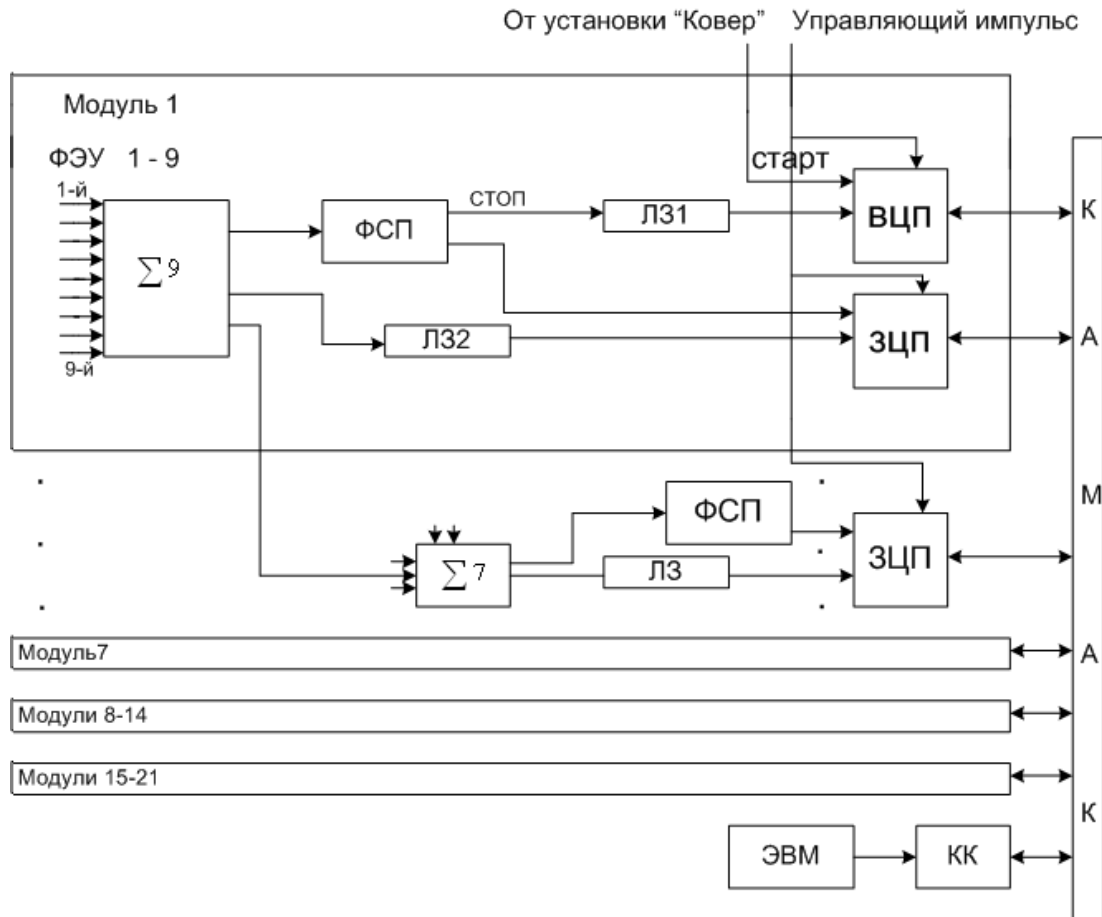 От установки “Ковер” Управляющий импульс
Модуль 1
ФЭУ 1 - 9
1-й
9-й
∑ 9
ФСП
стоп
ЛЗ1
старт
ВЦП
К
ЛЗ2
ЗЦП
А
М
∑ 7
ФСП
ЛЗ
ЗЦП
Модуль7
А
Модули 8-14
Модули 15-21
К
ЭВМ
КК